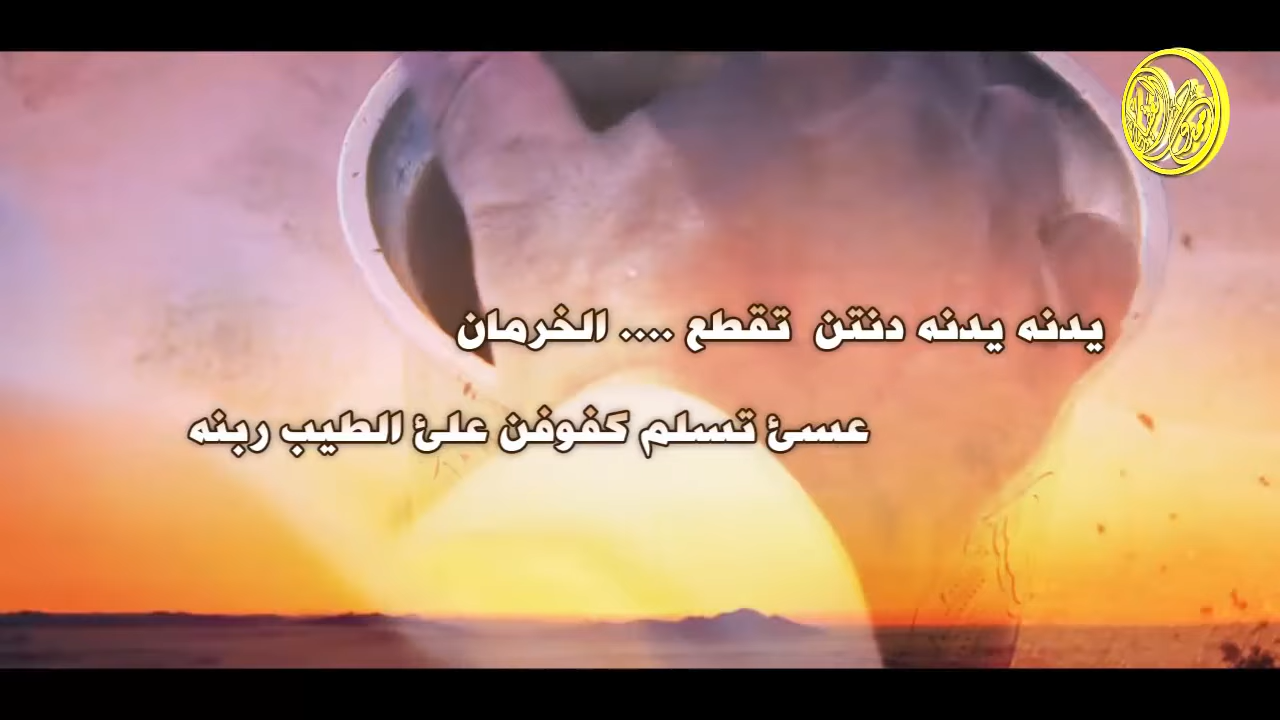 يدنه يدنه دنتن تقطع .... الخرمان
عسئ تسلم كفوفن علئ الطيب ربنه